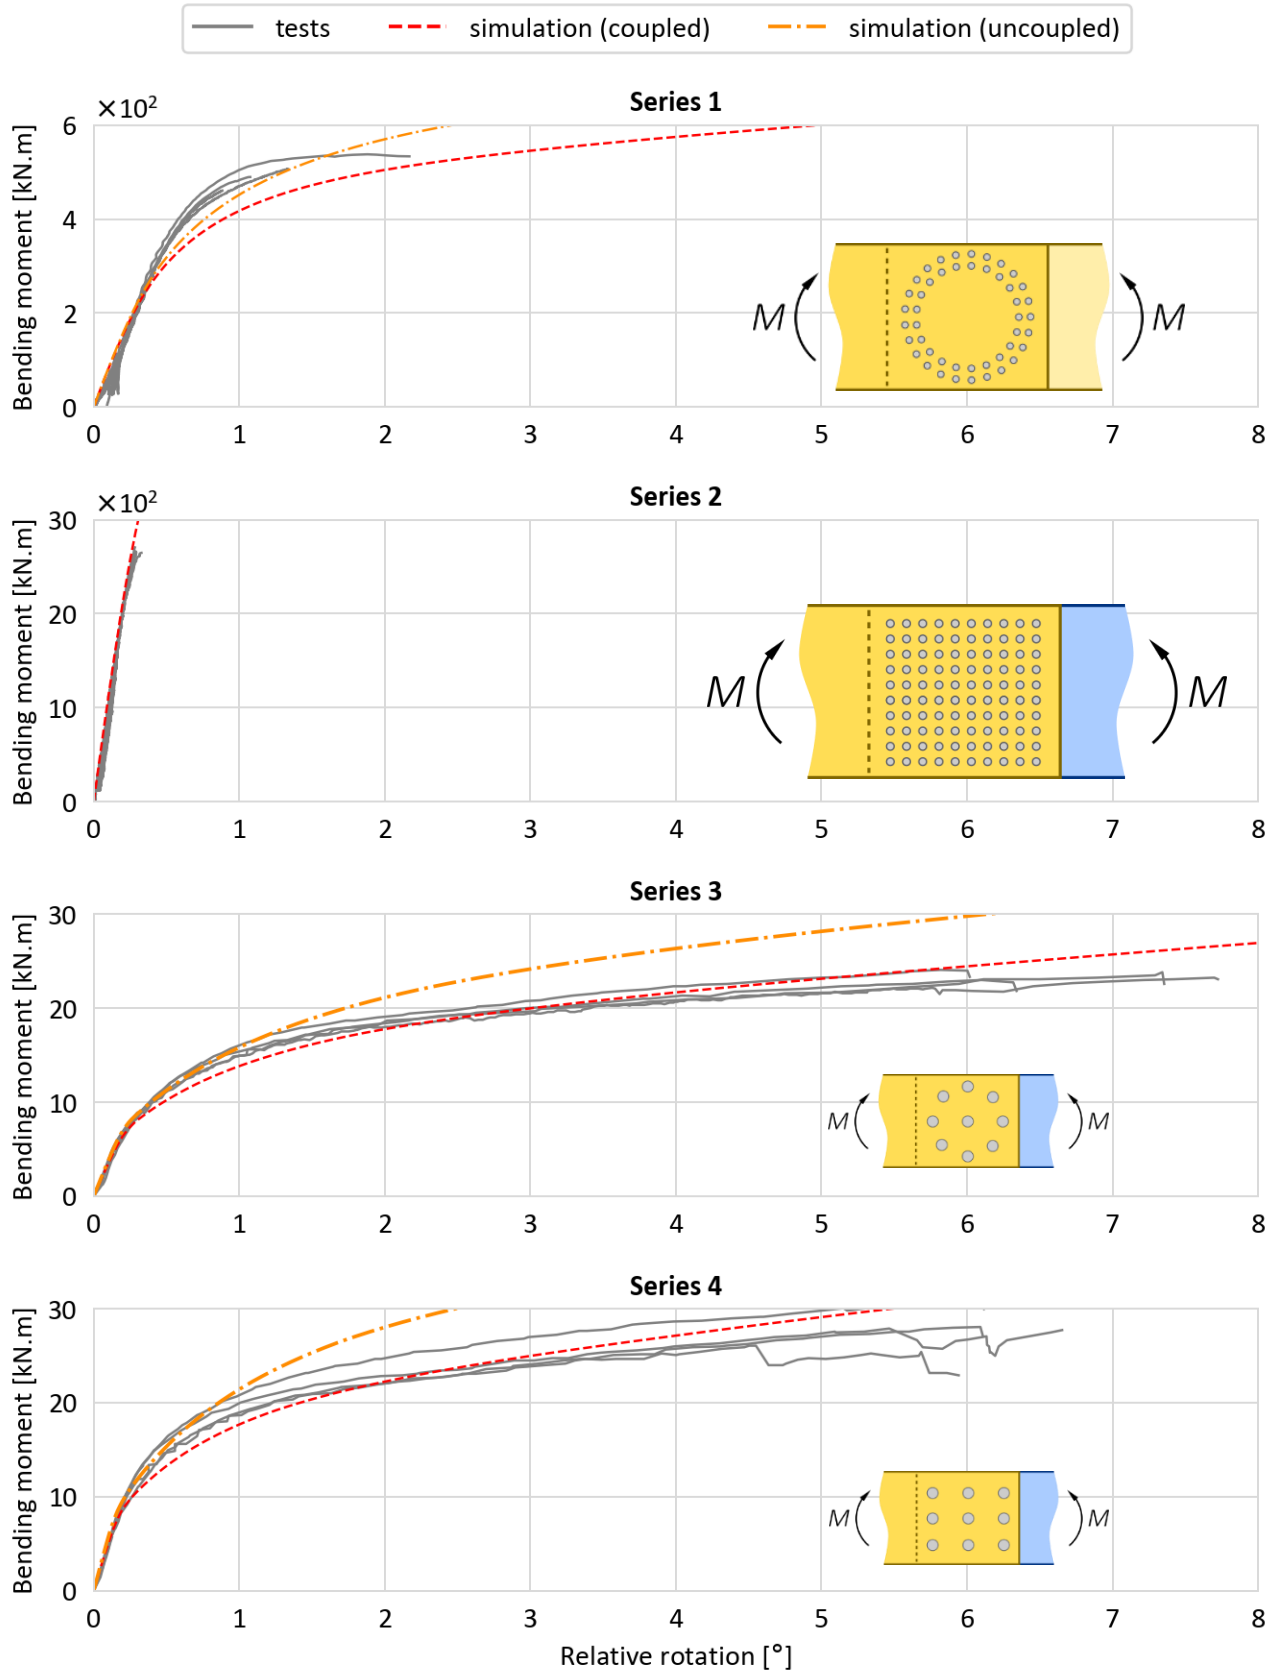 tests simulation (coupled) simulation (uncoupled)
Series 1
×10²
Bending moment [kN.m]
6
4
2
0
M M
0 1 2 3 4 5 6 7 8
Series 2
×10²
Bending moment [kN.m]
30
20
10
0
M M
0 1 2 3 4 5 6 7 8
Series 3
Bending moment [kN.m]
30
20
10
0
M M
0 1 2 3 4 5 6 7 8
Series 4
Bending moment [kN.m]
30
20
10
0
M M
0 1 2 3 4 5 6 7 8
Relative rotation [°]